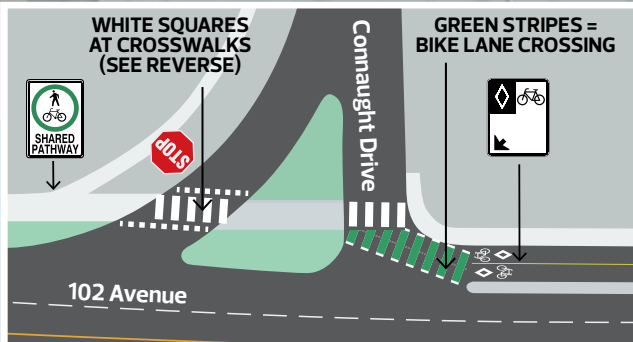 WHITE SQUARES
AT CROSSWALKS
(SEE REVERSE)
GREEN STRIPES =
BIKE LANE CROSSING
SHARED
PATHWAY
STOP
Connaught Drive
102 Avenue